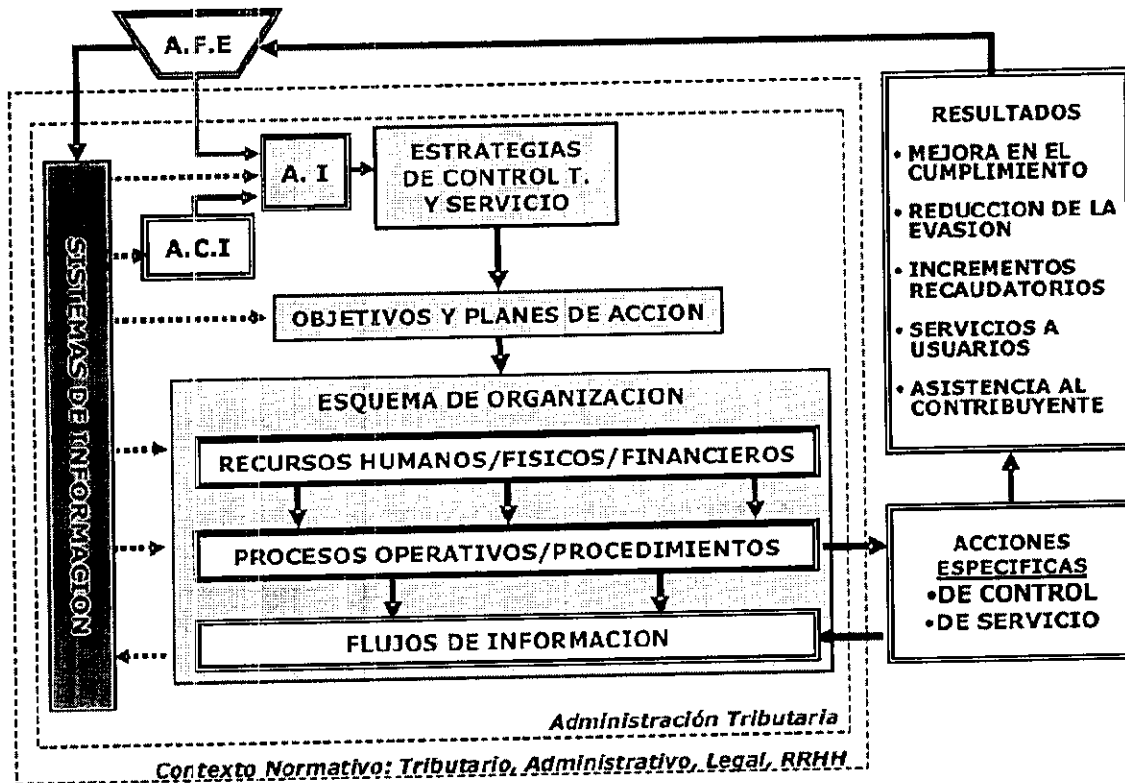 A.F.E
RESULTADOS
• MEJORA EN EL
CUMPLIMIENTO
• REDUCCION DE LA
EVASION
• INCREMENTOS
RECAUDATORIOS
• SERVICIOS A
USUARIOS
• ASISTENCIA AL
CONTRIBUYENTE
SISTEMAS DE INFORMACION
A. I
A.C.I
ESTRATEGIAS
DE CONTROL T.
Y SERVICIO
OBJETIVOS Y PLANES DE ACCION
ESQUEMA DE ORGANIZACION
RECURSOS HUMANOS/FISICOS/FINANCIEROS
PROCESOS OPERATIVOS/PROCEDIMIENTOS
FLUJOS DE INFORMACION
ACCIONES
ESPECIFICAS
•DE CONTROL
•DE SERVICIO
Administración Tributaria
Contexto Normativo: Tributario, Administrativo, Legal, RRHH